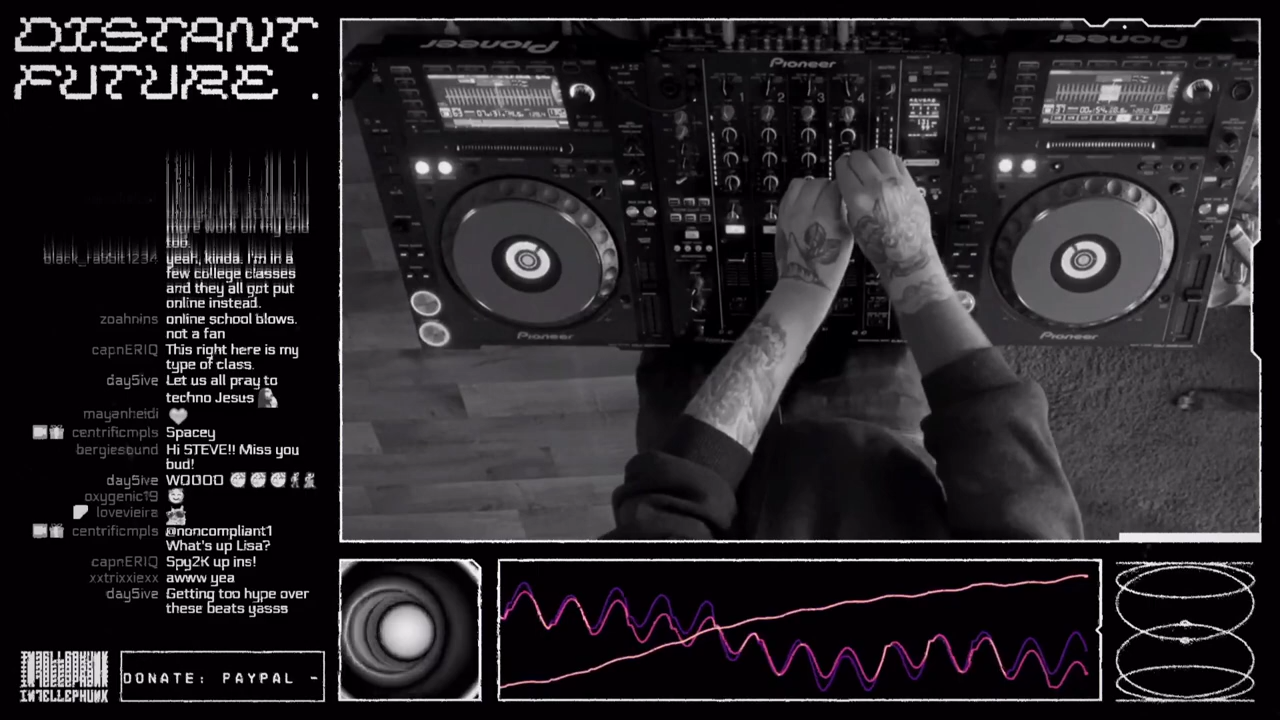 DISTANT
FUTURE .
too.
black_rabbit1234 yeah, kinda. I'm in a
few college classes
and they all got put
online instead.
zoahnins online school blows.
not a fan
capnERIQ This right here is my
type of class.
day5ive Let us all pray to
techno Jesus
mayanheidi
centrificmpls Spacey
bergiesound Hi STEVE!! Miss you
bud!
day5ive WOOOO
oxygenic19
lovevieira
centrificmpls @noncompliant1
What's up Lisa?
capnERIQ Spy2K up ins!
xxtrixxiexx awww yea
day5ive Getting too hype over
these beats yasss
INTELLEPHUNK
DONATE: PAYPAL -
Pioneer
Pioneer
Pioneer
1 2 3 4
Pioneer
Pioneer